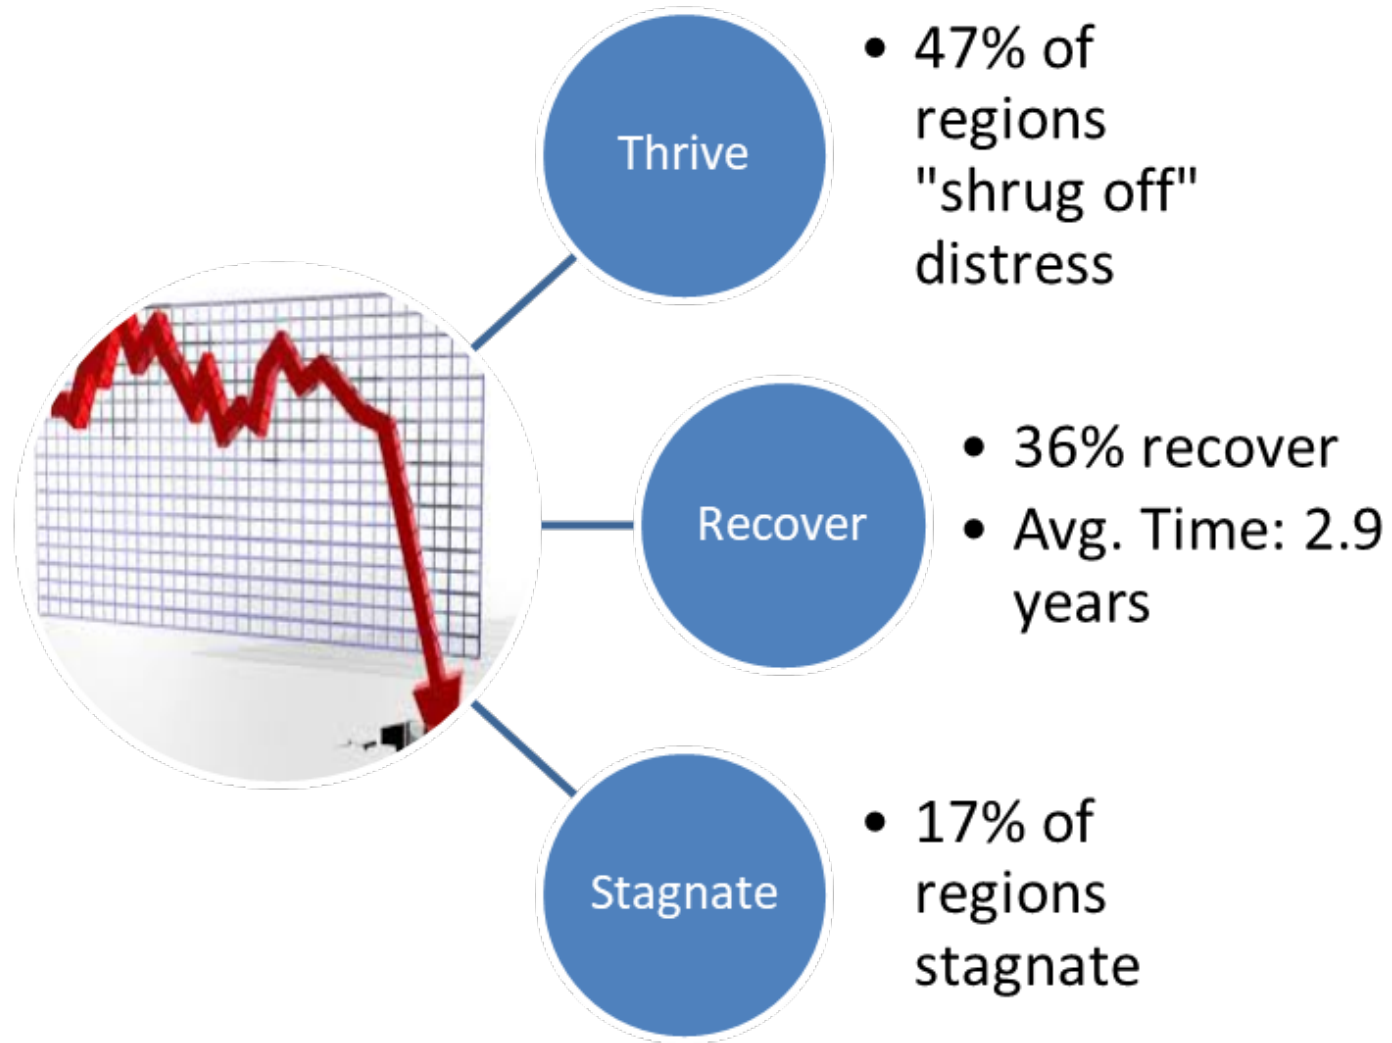 Thrive
• 47% of
regions
"shrug off"
distress
Recover
• 36% recover
• Avg. Time: 2.9
years
Stagnate
• 17% of
regions
stagnate